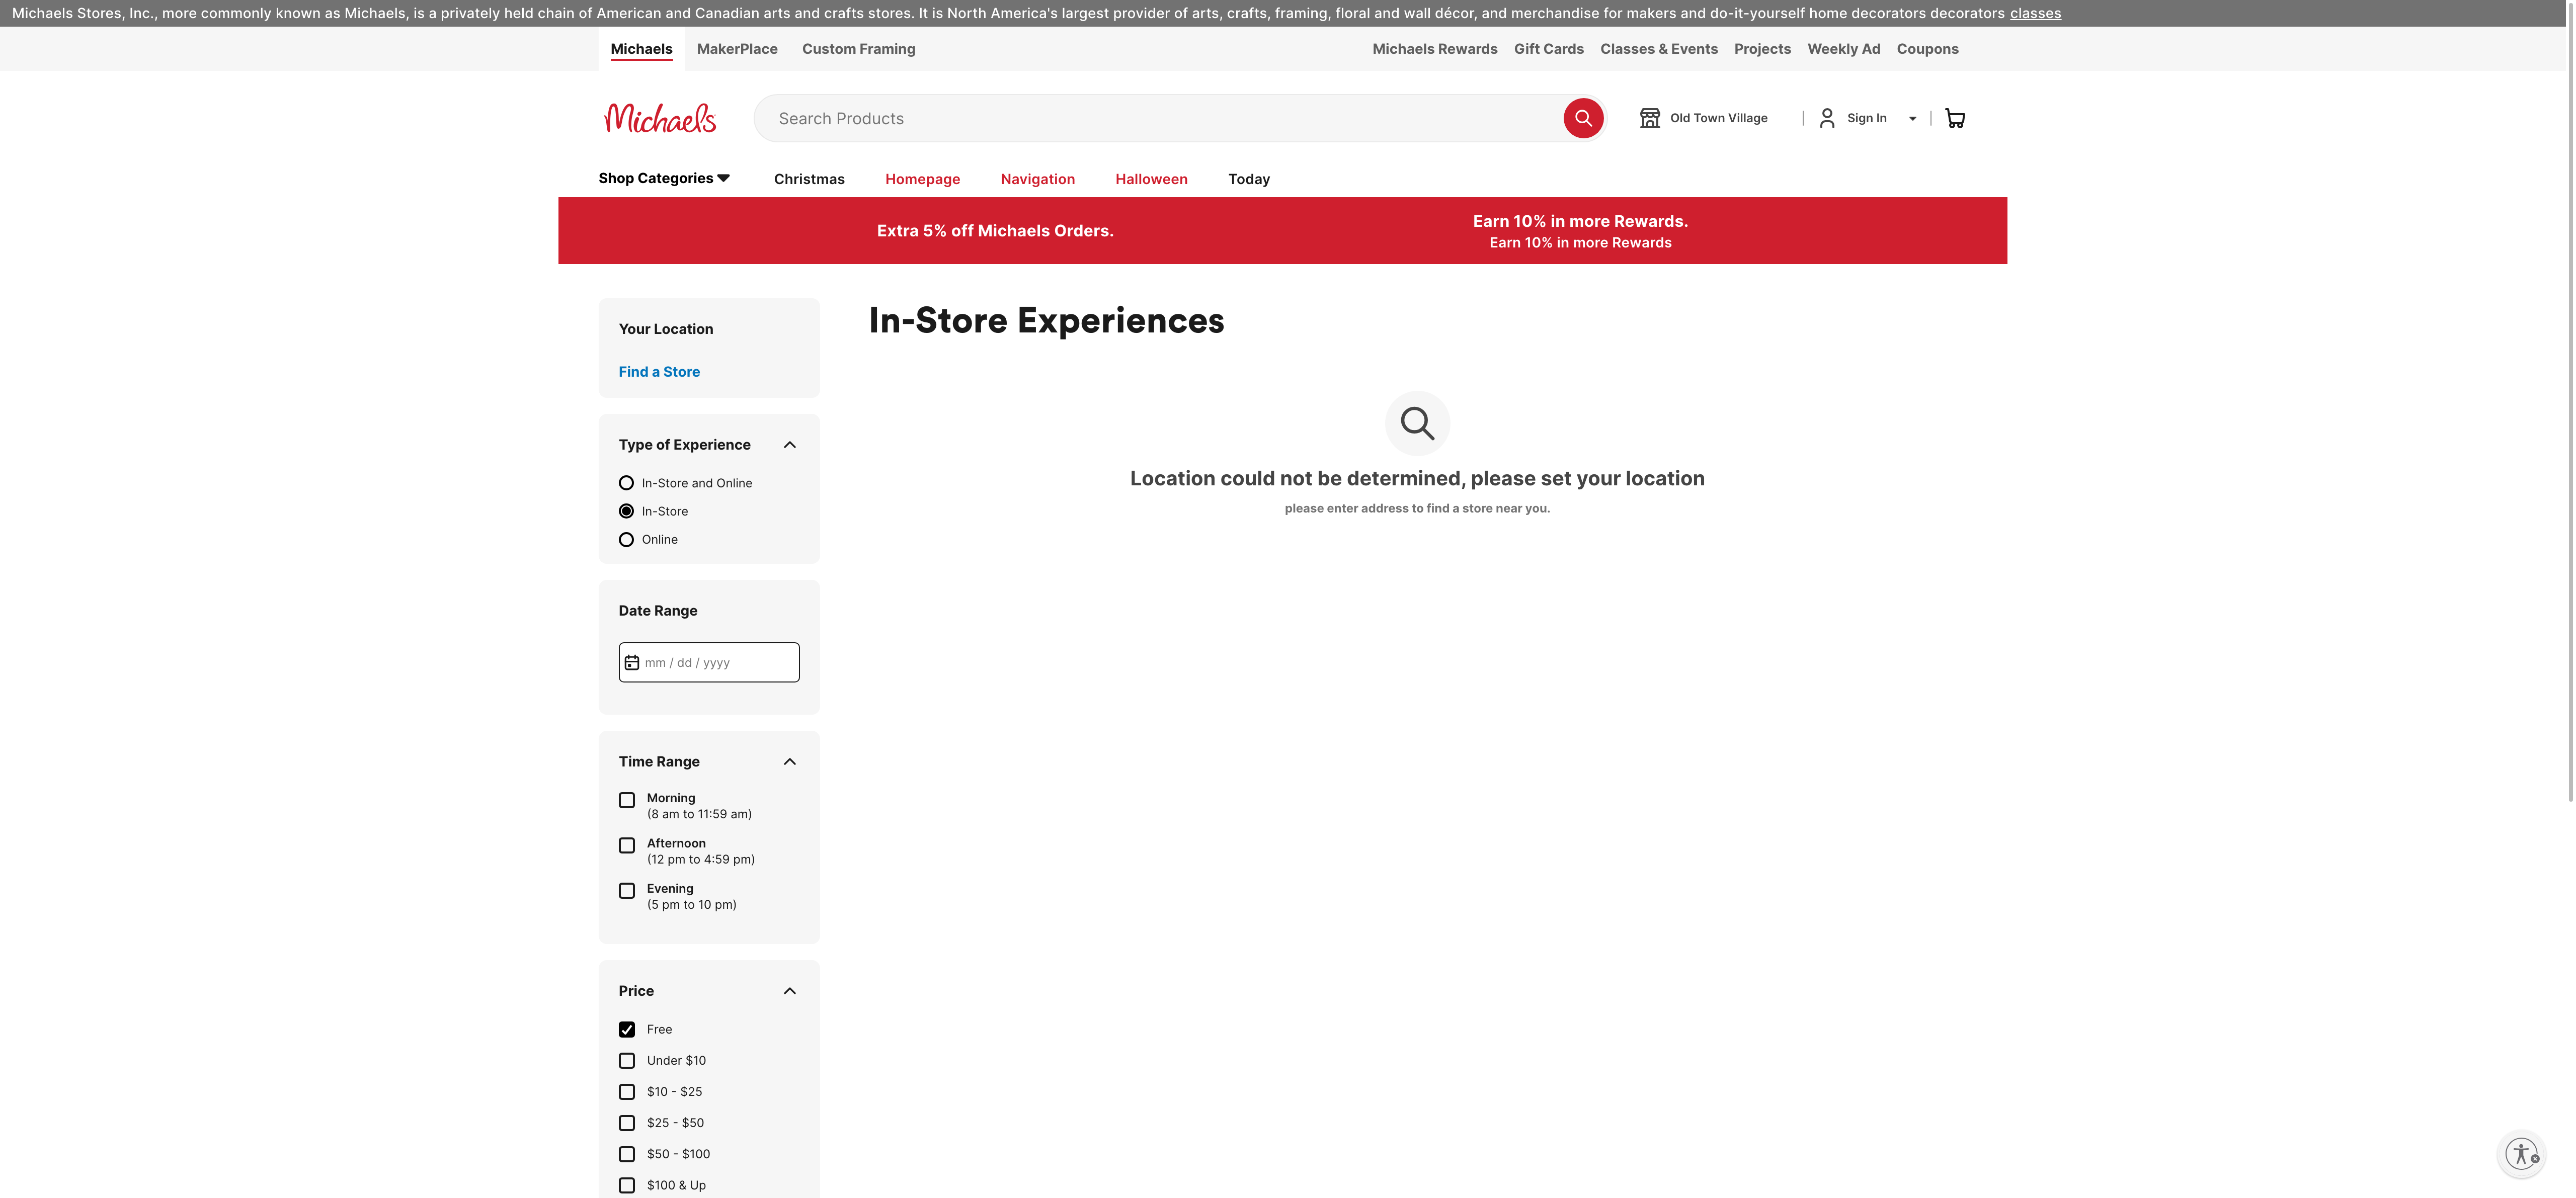 Michaels Stores, Inc., more commonly known as Michaels, is a privately held chain of American and Canadian arts and crafts stores. It is North America's largest provider of arts, crafts, framing, floral and wall décor, and merchandise for makers and do-it-yourself home decorators decorators classes
Michaels MakerPlace Custom Framing Michaels Rewards Gift Cards Classes & Events Projects Weekly Ad Coupons
Michaels Search Products Old Town Village | Sign In |
Shop Categories Christmas Homepage Navigation Halloween Today
Extra 5% off Michaels Orders.
Earn 10% in more Rewards.
Earn 10% in more Rewards
Your Location
Find a Store
Type of Experience
In-Store and Online
In-Store
Online
Date Range
mm / dd / yyyy
Time Range
Morning
(8 am to 11:59 am)
Afternoon
(12 pm to 4:59 pm)
Evening
(5 pm to 10 pm)
Price
Free
Under $10
$10 - $25
$25 - $50
$50 - $100
$100 & Up
In-Store Experiences
Location could not be determined, please set your location
please enter address to find a store near you.